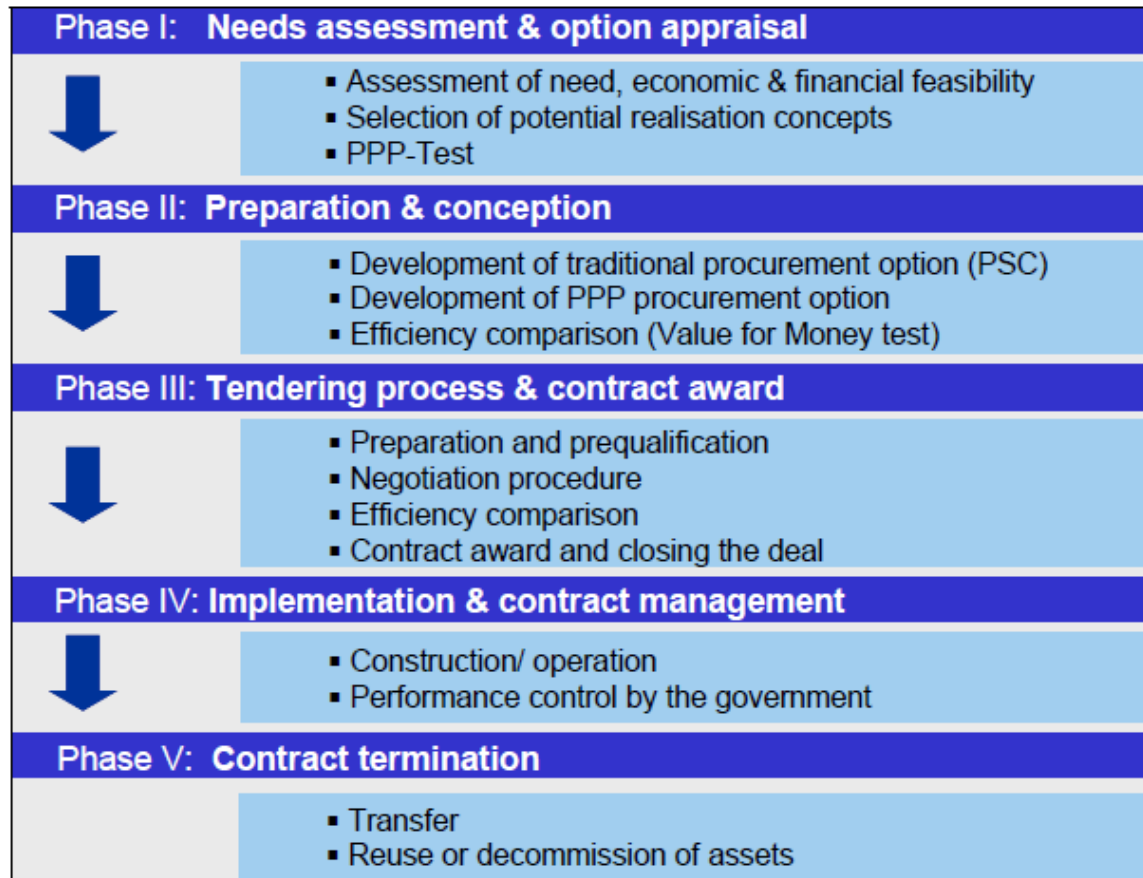 Phase I: Needs assessment & option appraisal
▪ Assessment of need, economic & financial feasibility
▪ Selection of potential realisation concepts
▪ PPP-Test
Phase II: Preparation & conception
▪ Development of traditional procurement option (PSC)
▪ Development of PPP procurement option
▪ Efficiency comparison (Value for Money test)
Phase III: Tendering process & contract award
▪ Preparation and prequalification
▪ Negotiation procedure
▪ Efficiency comparison
▪ Contract award and closing the deal
Phase IV: Implementation & contract management
▪ Construction/ operation
▪ Performance control by the government
Phase V: Contract termination
▪ Transfer
▪ Reuse or decommission of assets